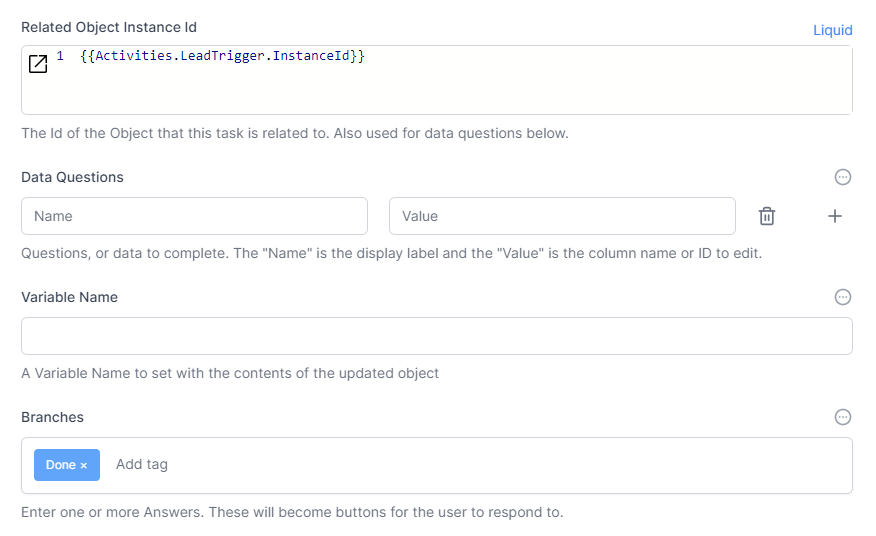 Related Object Instance Id
Liquid
1 {{Activities.LeadTrigger.InstanceId}}
The Id of the Object that this task is related to. Also used for data questions below.
Data Questions
Name Value
Questions, or data to complete. The "Name" is the display label and the "Value" is the column name or ID to edit.
Variable Name
A Variable Name to set with the contents of the updated object
Branches
Done × Add tag
Enter one or more Answers. These will become buttons for the user to respond to.